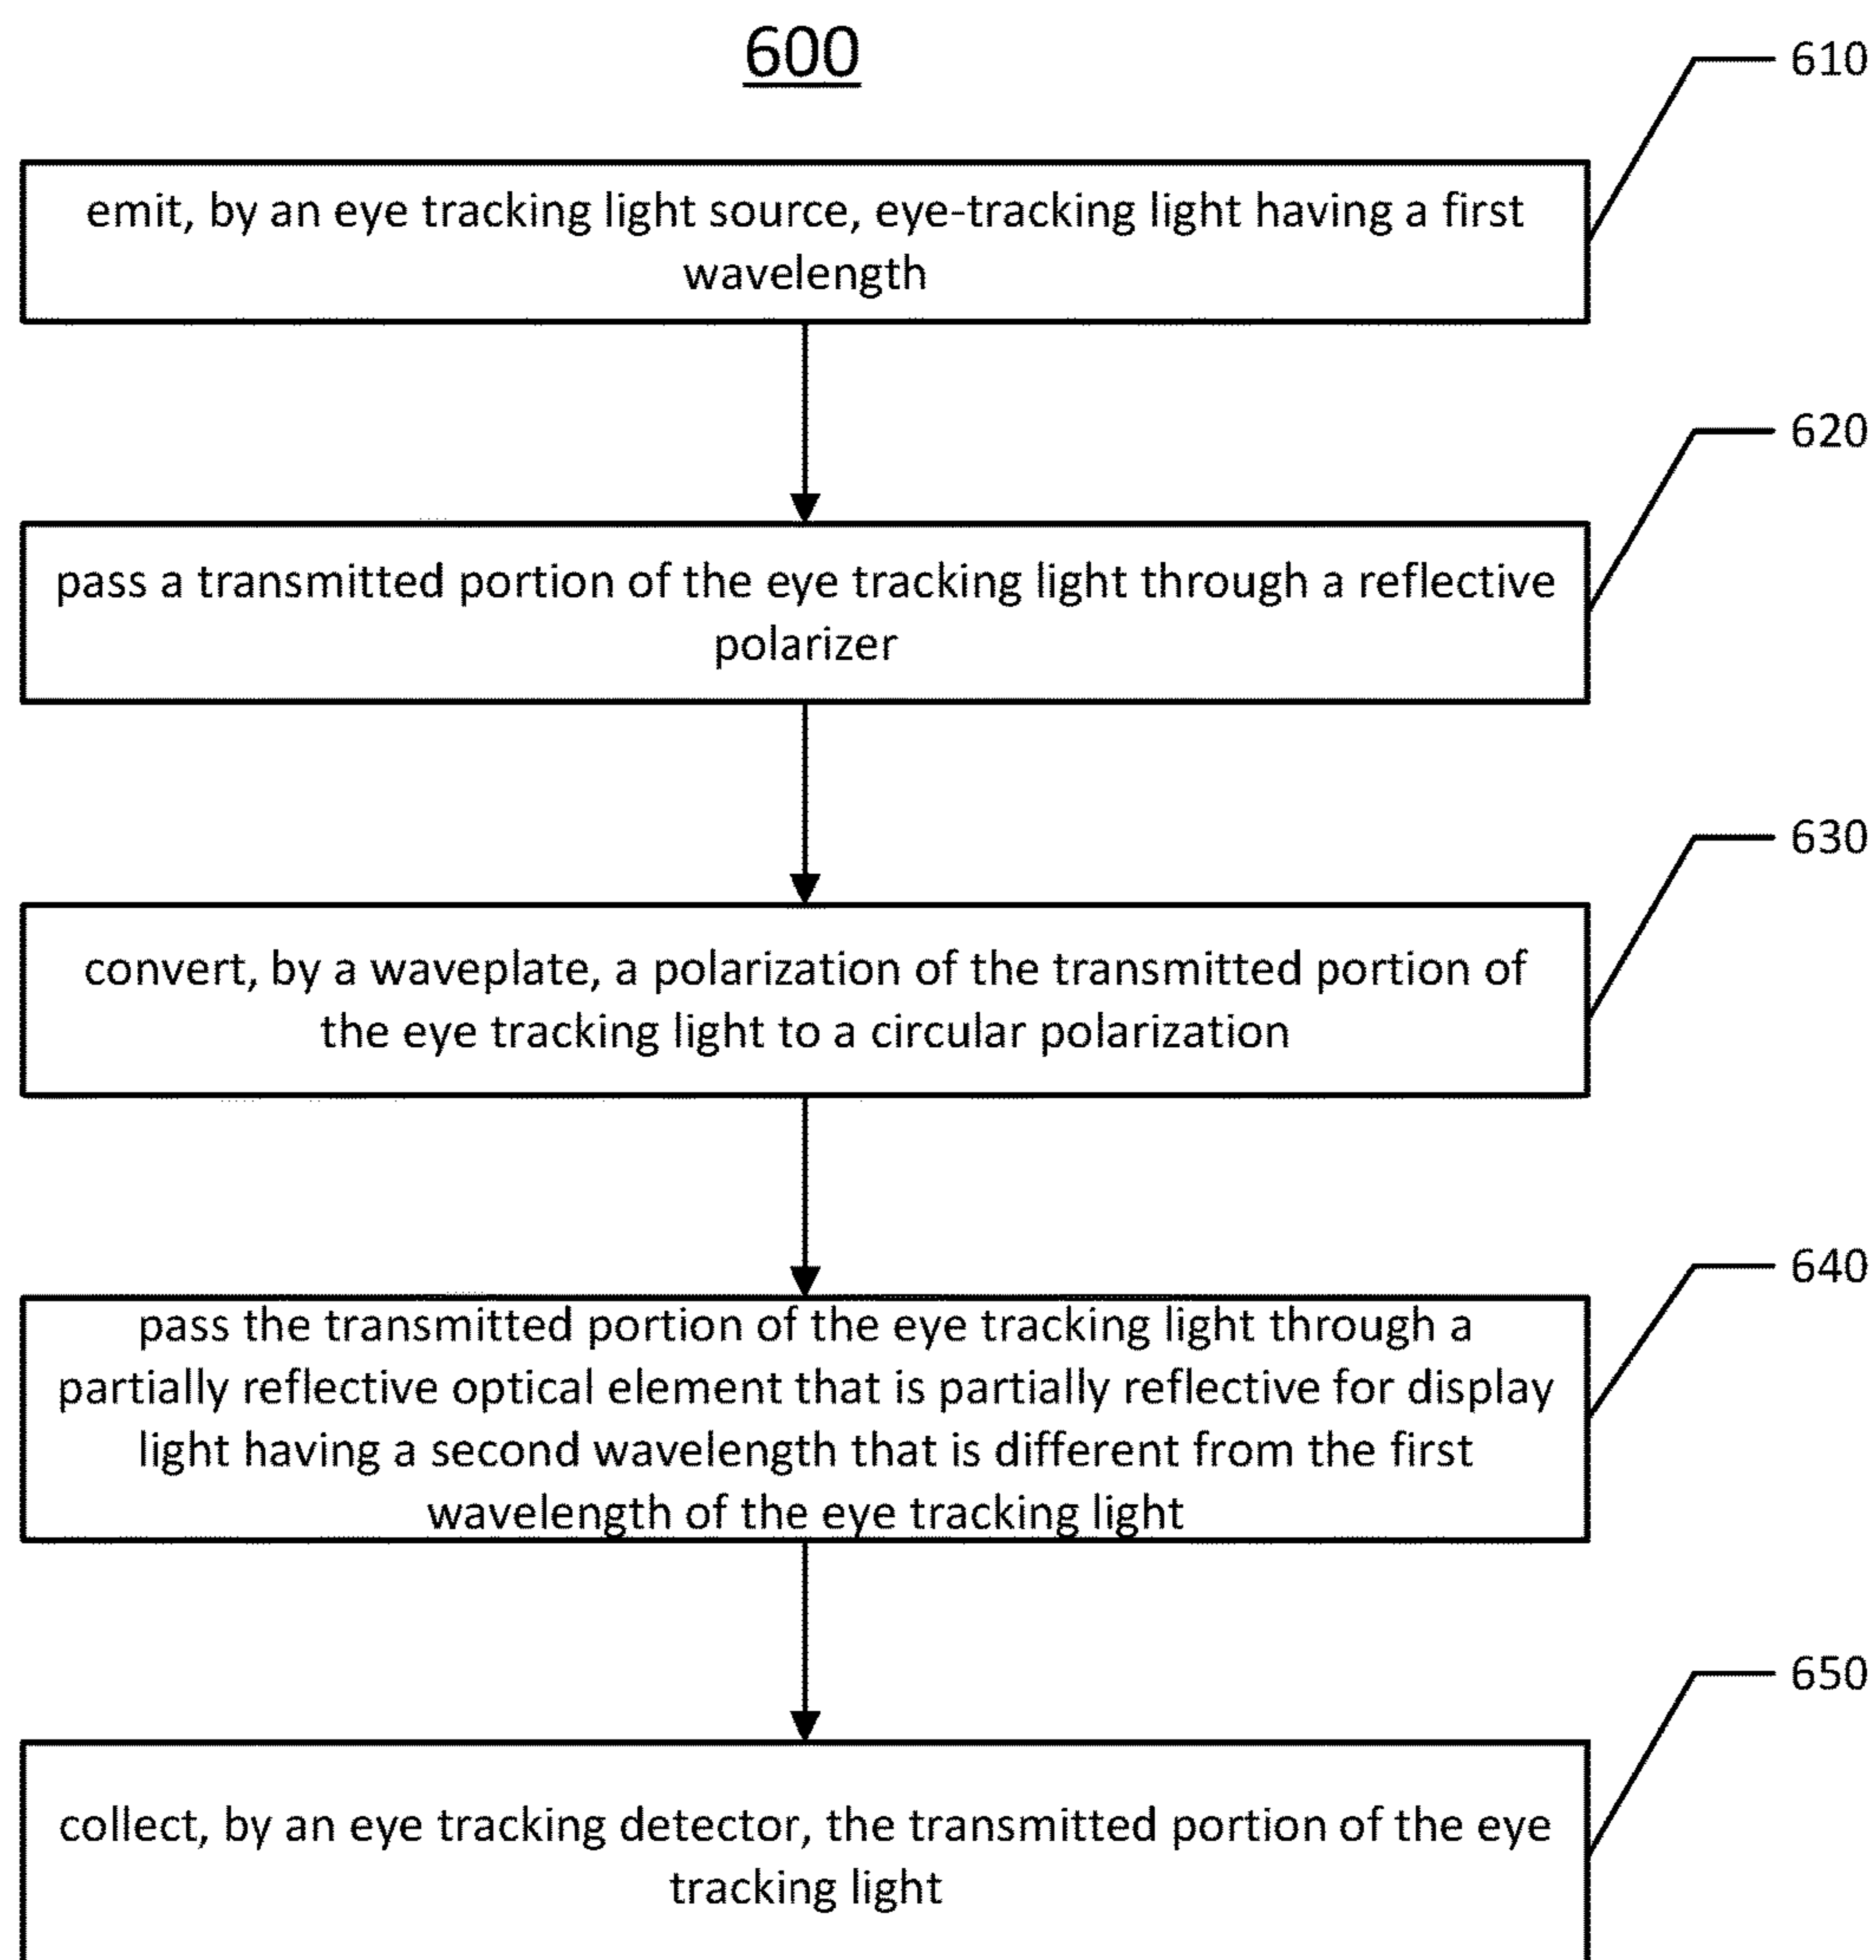 600
610
emit, by an eye tracking light source, eye-tracking light having a first
wavelength
620
pass a transmitted portion of the eye tracking light through a reflective
polarizer
630
convert, by a waveplate, a polarization of the transmitted portion of
the eye tracking light to a circular polarization
640
pass the transmitted portion of the eye tracking light through a
partially reflective optical element that is partially reflective for display
light having a second wavelength that is different from the first
wavelength of the eye tracking light
650
collect, by an eye tracking detector, the transmitted portion of the eye
tracking light